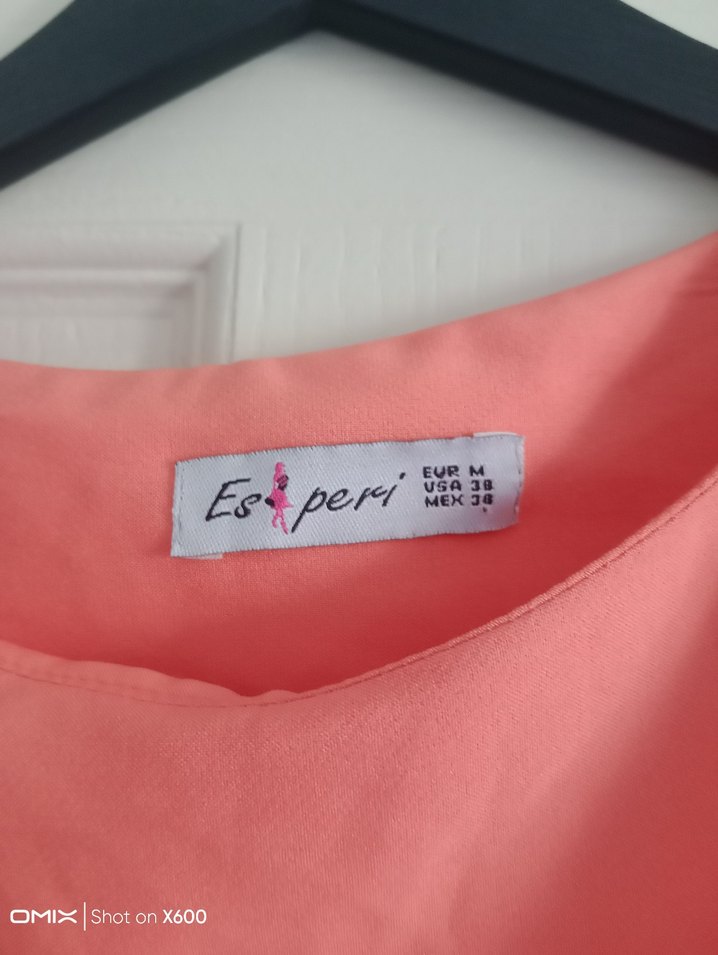 Es peri
EUR M
USA 38
MEX 38
OMIX Shot on X600